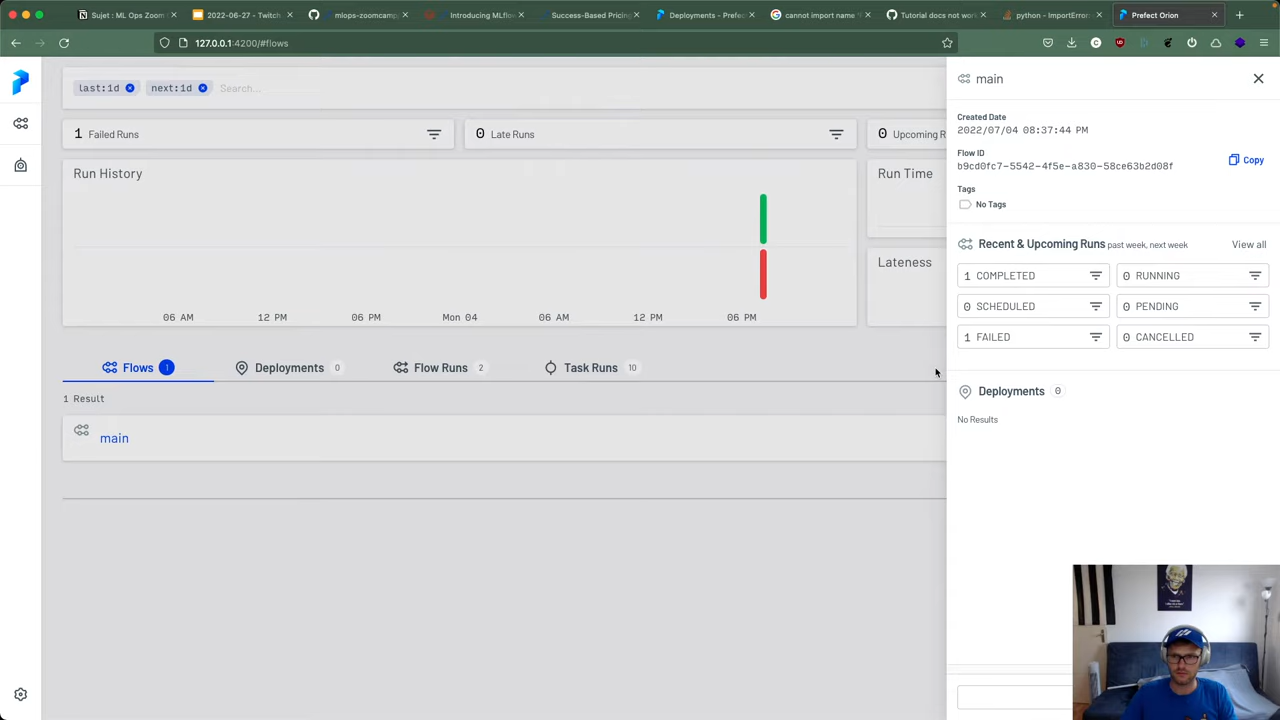 Sujet : ML Ops Zoom
2022-06-27 - Twitch
mlops-zoomcamp
Introducing MLflow
Success-Based Pricing
Deployments - Prefec
cannot import name '
Tutorial docs not wor
python - ImportError
Prefect Orion
127.0.0.1:4200/#flows
last:1d next:1d Search...
1 Failed Runs
0 Late Runs
0 Upcoming R
Run History
Run Time
Lateness
06 AM 12 PM 06 PM Mon 04 06 AM 12 PM 06 PM
Flows 1
Deployments 0
Flow Runs 2
Task Runs 10
1 Result
main
main
Created Date
2022/07/04 08:37:44 PM
Flow ID
b9cd0fc7-5542-4f5e-a830-58ce63b2d08f
Copy
Tags
No Tags
Recent & Upcoming Runs past week, next week View all
1 COMPLETED 0 RUNNING
0 SCHEDULED 0 PENDING
1 FAILED 0 CANCELLED
Deployments 0
No Results